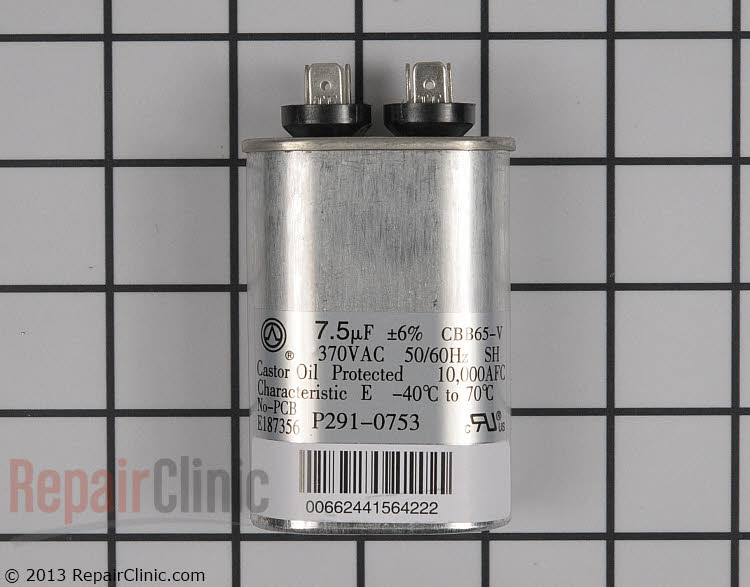 7.5µF ±6% CBB65-V
® 370VAC 50/60Hz SH
Castor Oil Protected 10,000AFC
Characteristic E -40℃ to 70℃
No-PCB
E187356 P291-0753 c RU ® US
00662441564222
RepairClinic
© 2013 RepairClinic.com